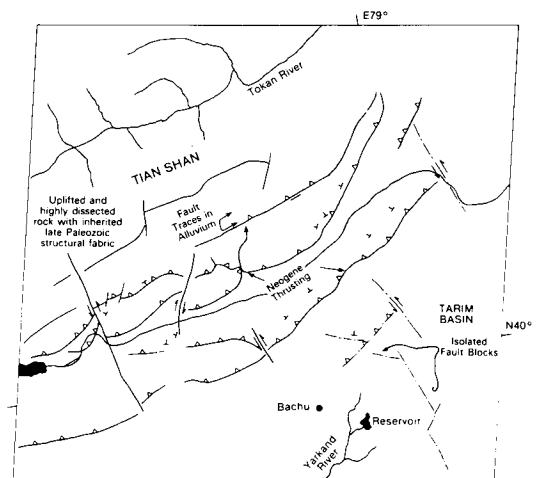 E79°
Tokan River
TIAN SHAN
Uplifted and
highly dissected
rock with inherited
late Paleozoic
structural fabric
Fault
Traces in
Alluvium
Neogene
Thrusting
TARIM
BASIN
N40°
Isolated
Fault Blocks
Bachu
Reservoir
Yarkand
River